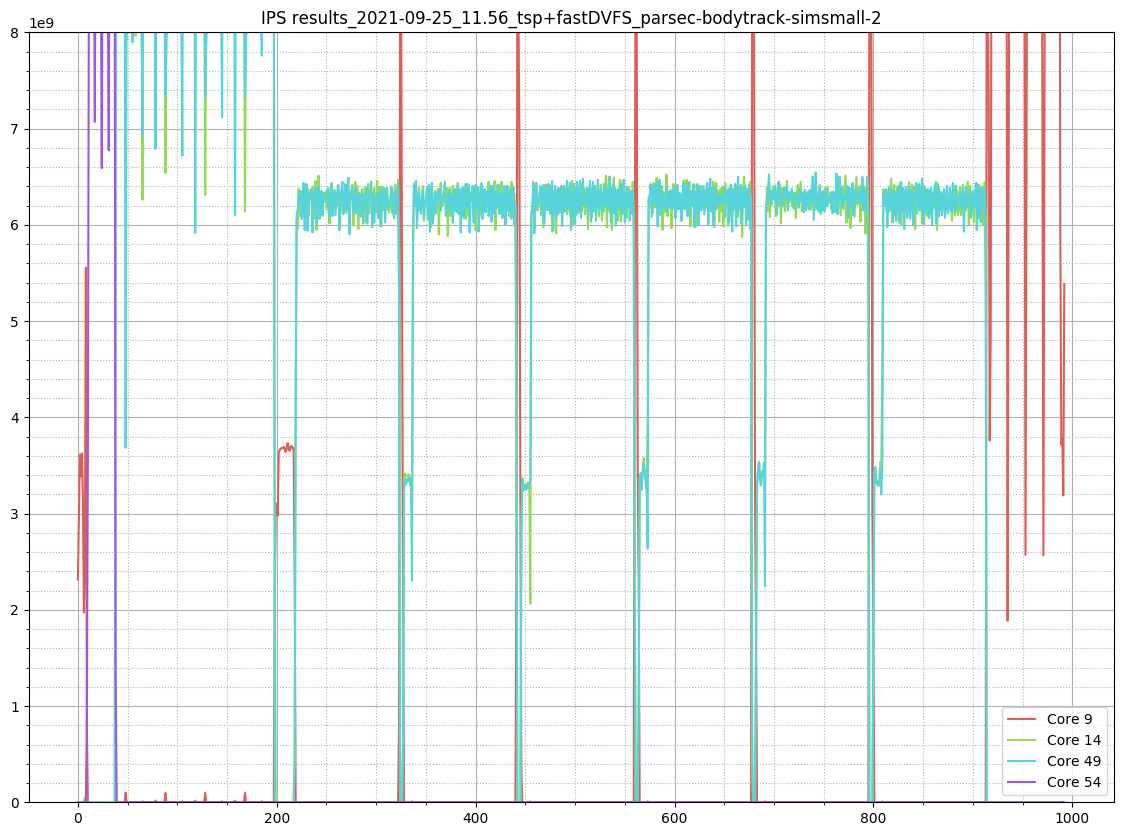 IPS results_2021-09-25_11.56_tsp+fastDVFS_parsec-bodytrack-simsmall-2
1e9
8
7
6
5
4
3
2
1
0
Core 9
Core 14
Core 49
Core 54
0 200 400 600 800 1000